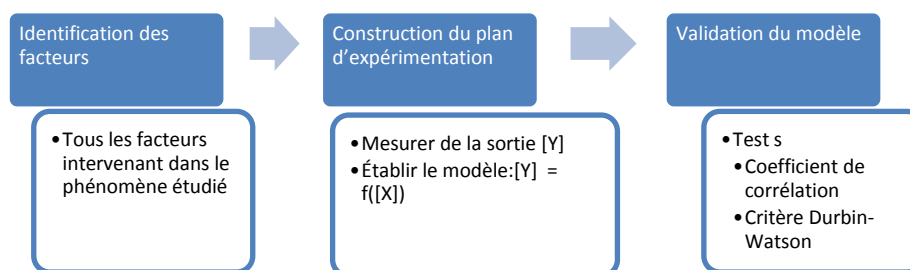 Identification des
facteurs
•Tous les facteurs
intervenant dans le
phénomène étudié
Construction du plan
d'expérimentation
•Mesurer de la sortie [Y]
•Établir le modèle:[Y] =
f([X])
Validation du modèle
•Test s
•Coefficient de
corrélation
•Critère Durbin-
Watson